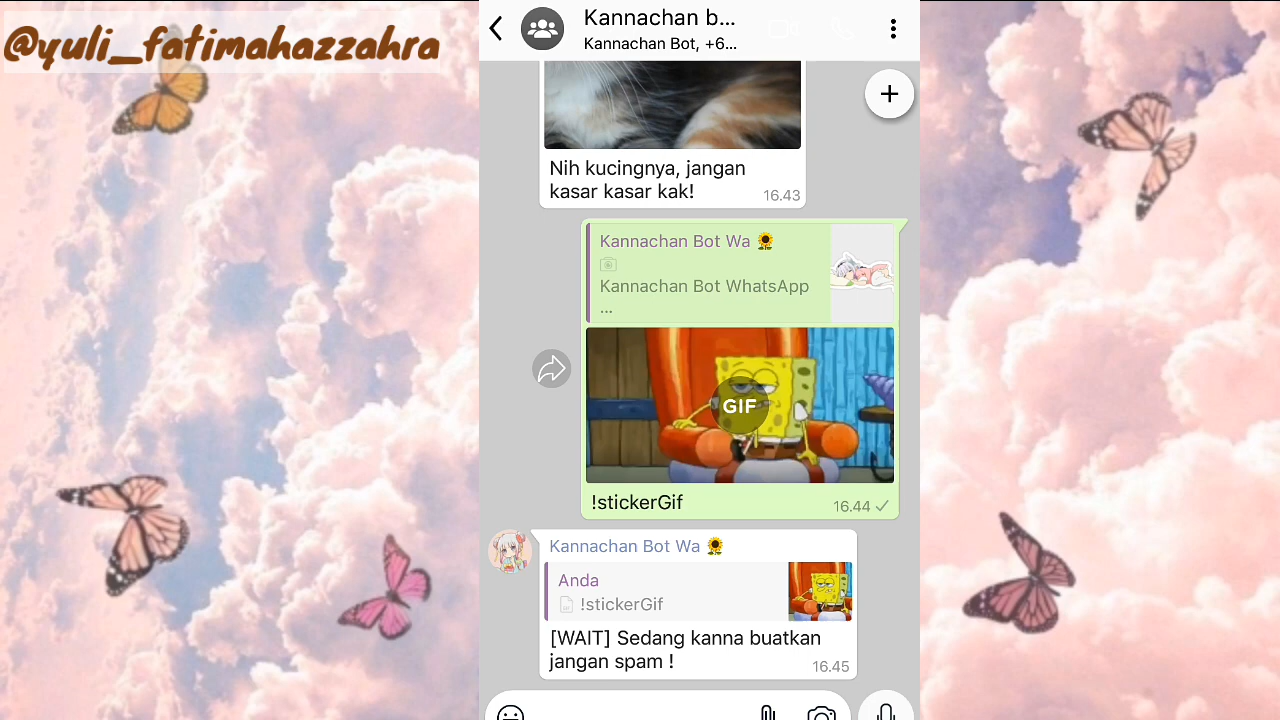 @yuli_fatimahazzahra
Kannachan b...
Kannachan Bot, +6...
Nih kucingnya, jangan
kasar kasar kak!
16.43
Kannachan Bot Wa 🌻
Kannachan Bot WhatsApp
...
GIF
!stickerGif
16.44
Kannachan Bot Wa 🌻
Anda
!stickerGif
[WAIT] Sedang kanna buatkan
jangan spam !
16.45